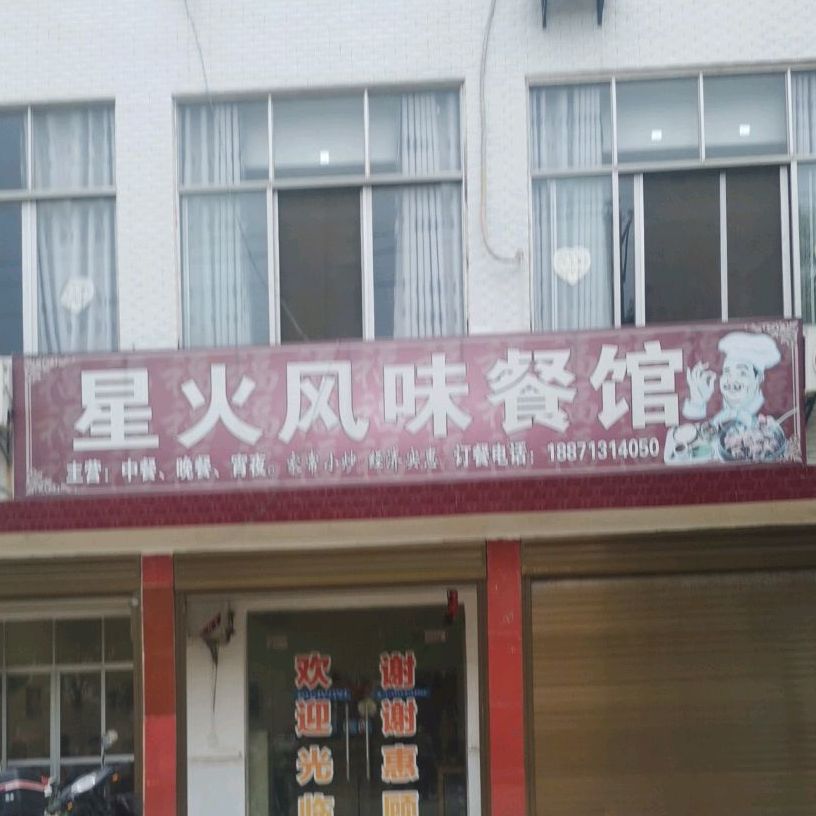 星火风味餐馆
主营：中餐、晚餐、宵夜。家常小炒 经济实惠 订餐电话：18871314050
欢迎光临
谢谢惠顾